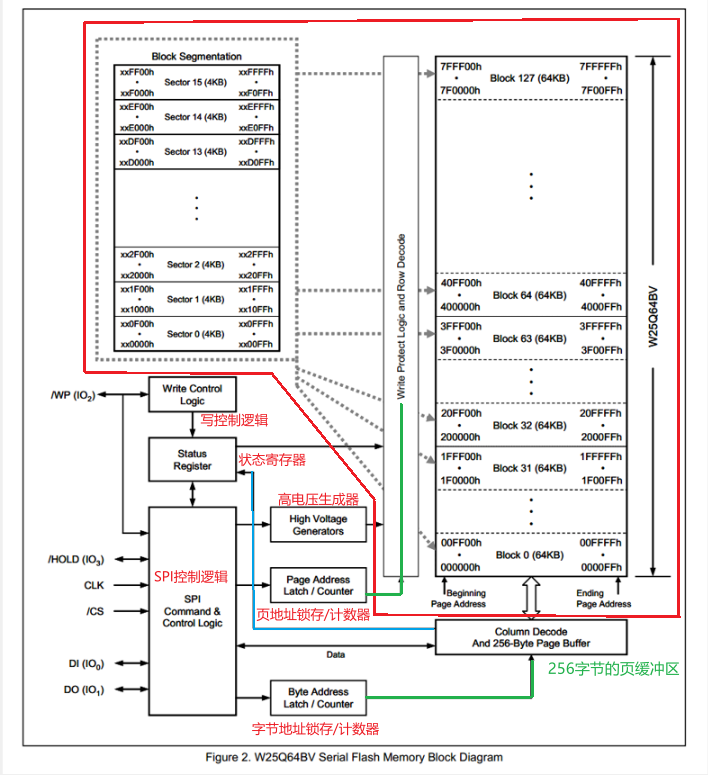 Block Segmentation
xxFF00h xxFFFFh
Sector 15 (4KB)
xxF000h xxF0FFh
xxEF00h xxEFFFh
Sector 14 (4KB)
xxE000h xxE0FFh
xxDF00h xxDFFFh
Sector 13 (4KB)
xxD000h xxD0FFh
xx2F00h xx2FFFh
Sector 2 (4KB)
xx2000h xx20FFh
xx1F00h xx1FFFh
Sector 1 (4KB)
xx1000h xx10FFh
xx0F00h xx0FFFh
Sector 0 (4KB)
xx0000h xx00FFh
Write Protect Logic and Row Decode
7FFF00h 7FFFFFh
Block 127 (64KB)
7F0000h 7F00FFh
40FF00h 40FFFFh
Block 64 (64KB)
400000h 4000FFh
3FFF00h 3FFFFFh
Block 63 (64KB)
3F0000h 3F00FFh
20FF00h 20FFFFh
Block 32 (64KB)
200000h 2000FFh
1FFF00h 1FFFFFh
Block 31 (64KB)
1F0000h 1F00FFh
00FF00h 00FFFFh
Block 0 (64KB)
000000h 0000FFh
W25Q64BV
/WP (IO2)
Write Control
Logic
写控制逻辑
Status
Register
状态寄存器
高电压生成器
High Voltage
Generators
/HOLD (IO3)
CLK
/CS
DI (IO0)
DO (IO1)
SPI控制逻辑
SPI
Command &
Control Logic
Page Address
Latch / Counter
页地址锁存/计数器
Beginning
Page Address
Ending
Page Address
Column Decode
And 256-Byte Page Buffer
Data
256字节的页缓冲区
Byte Address
Latch / Counter
字节地址锁存/计数器
Figure 2. W25Q64BV Serial Flash Memory Block Diagram